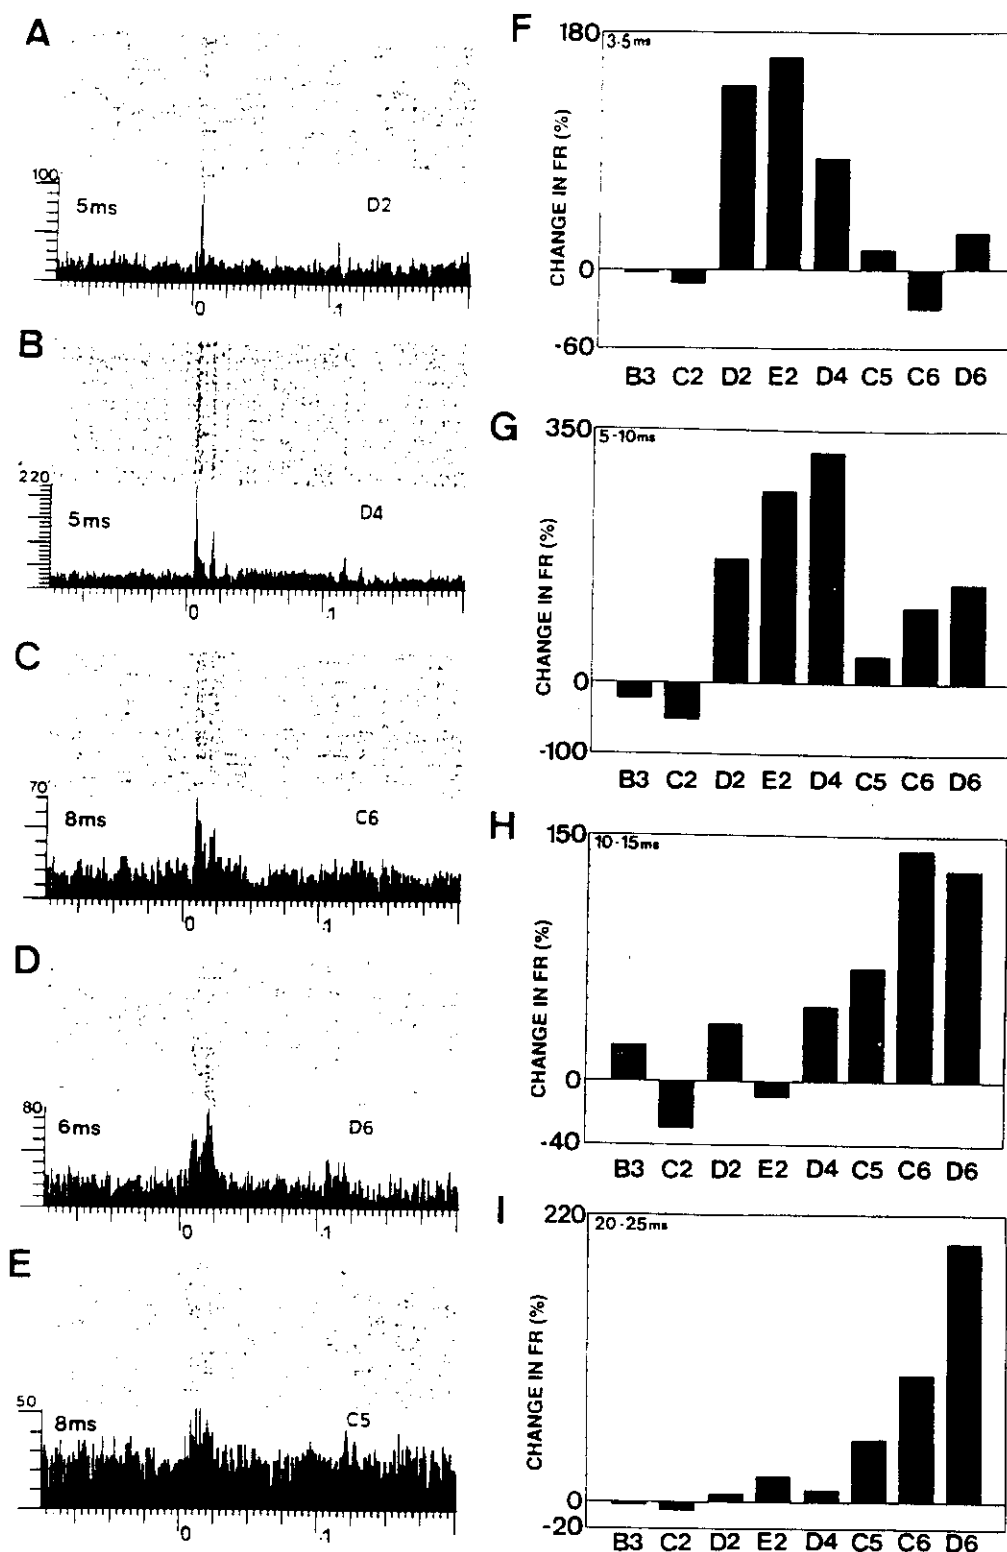 A
100
5ms
D2
0
.1
B
220
5ms
D4
0
.1
C
70
8ms
C6
0
.1
D
80
6ms
D6
0
.1
E
50
8ms
C5
0
.1
F
180
3-5ms
CHANGE IN FR (%)
0
-60
B3 C2 D2 E2 D4 C5 C6 D6
G
350
5-10ms
CHANGE IN FR (%)
0
-100
B3 C2 D2 E2 D4 C5 C6 D6
H
150
10-15ms
CHANGE IN FR (%)
0
-40
B3 C2 D2 E2 D4 C5 C6 D6
I
220
20-25ms
CHANGE IN FR (%)
0
-20
B3 C2 D2 E2 D4 C5 C6 D6